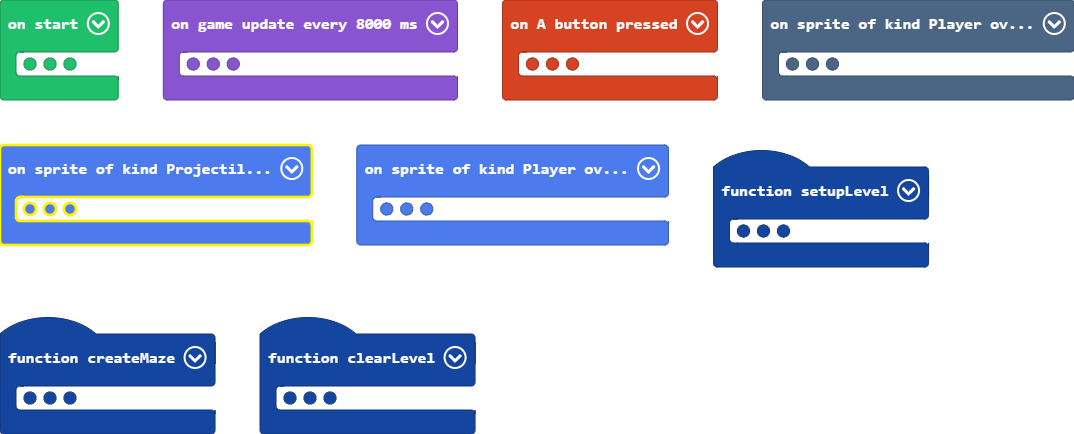 on start
on game update every 8000 ms
on A button pressed
on sprite of kind Player ov...
on sprite of kind Projectil...
on sprite of kind Player ov...
function setupLevel
function createMaze
function clearLevel